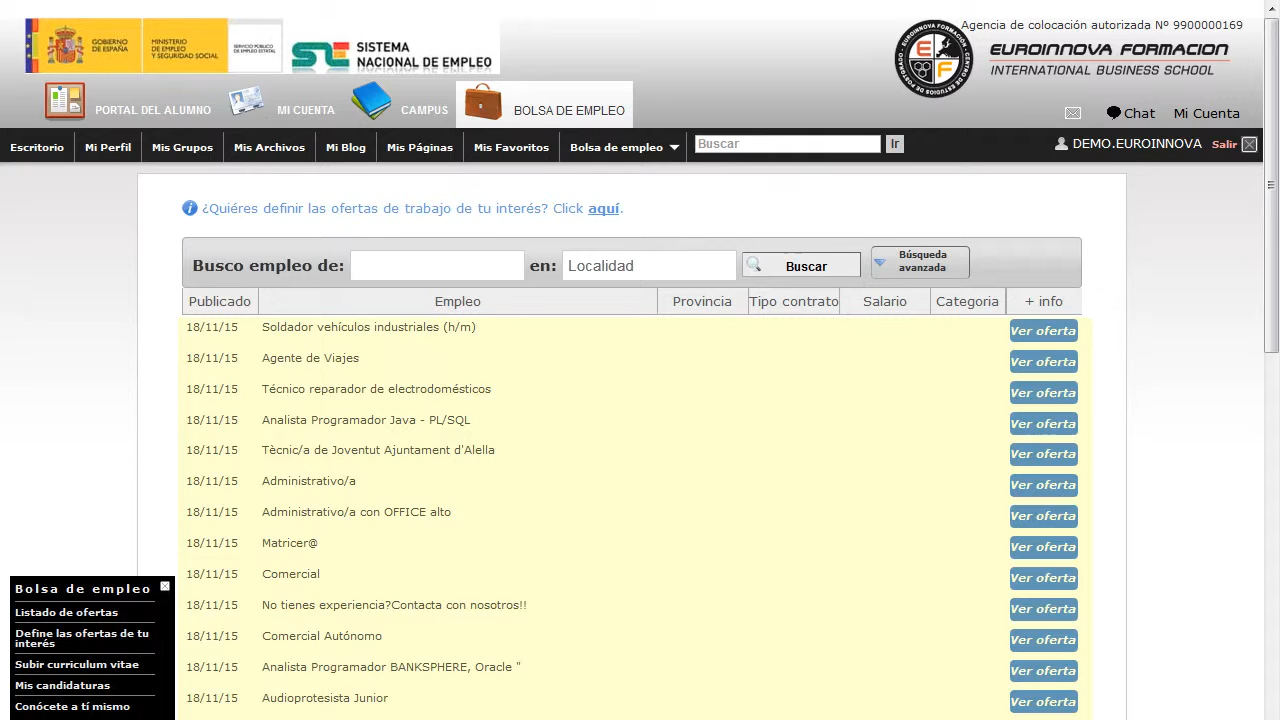 GOBIERNO DE ESPAÑA
MINISTERIO DE EMPLEO Y SEGURIDAD SOCIAL
SERVICIO PÚBLICO DE EMPLEO ESTATAL
SISTEMA NACIONAL DE EMPLEO
Agencia de colocación autorizada Nº 9900000169
EUROINNOVA FORMACION
INTERNATIONAL BUSINESS SCHOOL
PORTAL DEL ALUMNO
MI CUENTA
CAMPUS
BOLSA DE EMPLEO
Chat
Mi Cuenta
Escritorio
Mi Perfil
Mis Grupos
Mis Archivos
Mi Blog
Mis Páginas
Mis Favoritos
Bolsa de empleo
Buscar
Ir
DEMO.EUROINNOVA
Salir
¿Quiéres definir las ofertas de trabajo de tu interés? Click aquí.
Busco empleo de:
en:
Localidad
Buscar
Búsqueda avanzada
Publicado Empleo Provincia Tipo contrato Salario Categoria + info
18/11/15 Soldador vehículos industriales (h/m) Ver oferta
18/11/15 Agente de Viajes Ver oferta
18/11/15 Técnico reparador de electrodomésticos Ver oferta
18/11/15 Analista Programador Java - PL/SQL Ver oferta
18/11/15 Tècnic/a de Joventut Ajuntament d'Alella Ver oferta
18/11/15 Administrativo/a Ver oferta
18/11/15 Administrativo/a con OFFICE alto Ver oferta
18/11/15 Matricer@ Ver oferta
18/11/15 Comercial Ver oferta
18/11/15 No tienes experiencia?Contacta con nosotros!! Ver oferta
18/11/15 Comercial Autónomo Ver oferta
18/11/15 Analista Programador BANKSPHERE, Oracle " Ver oferta
18/11/15 Audioprotesista Junior Ver oferta
Bolsa de empleo
Listado de ofertas
Define las ofertas de tu
interés
Subir curriculum vitae
Mis candidaturas
Conócete a tí mismo